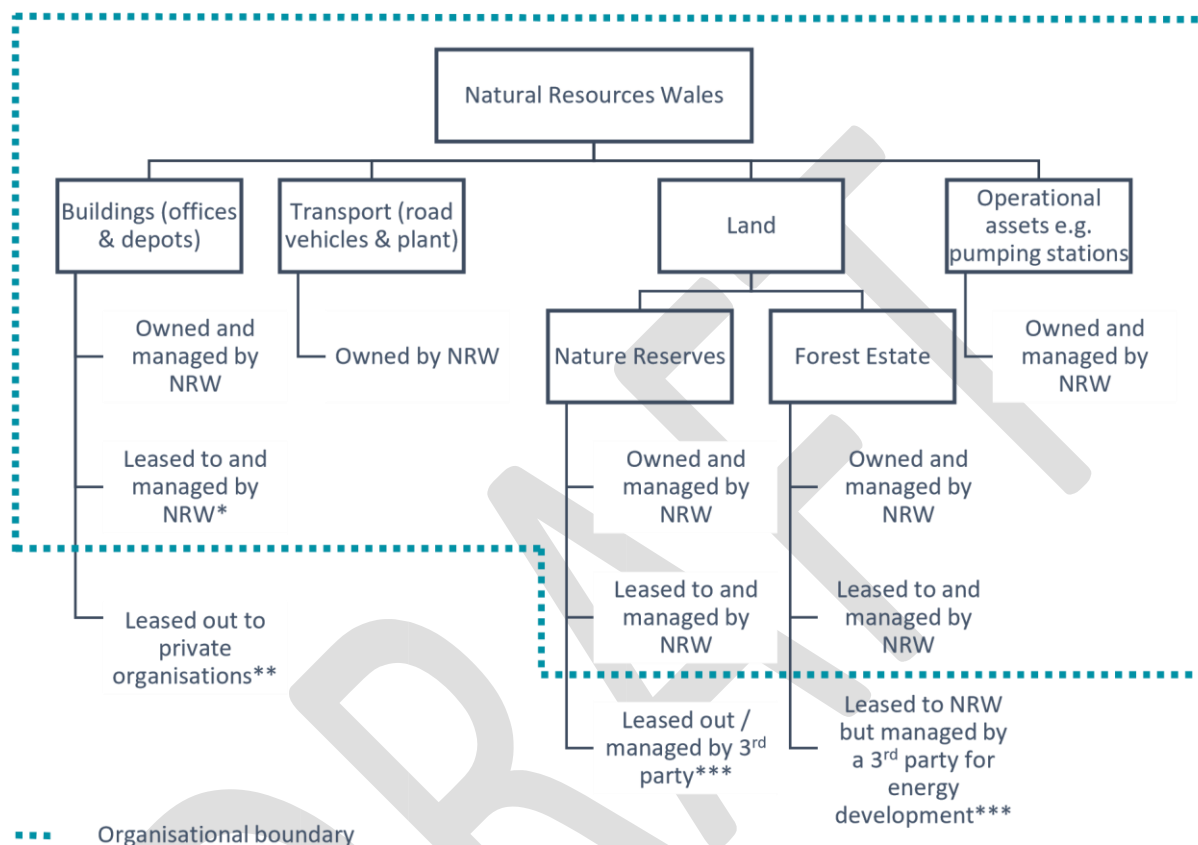 Natural Resources Wales
Buildings (offices
& depots)
Transport (road
vehicles & plant)
Land
Operational
assets e.g.
pumping stations
Owned and
managed by
NRW
Owned by NRW
Nature Reserves
Forest Estate
Owned and
managed by
NRW
Leased to and
managed by
NRW*
Owned and
managed by
NRW
Owned and
managed by
NRW
Leased out to
private
organisations**
Leased to and
managed by
NRW
Leased to and
managed by
NRW
Leased out /
managed by 3rd
party***
Leased to NRW
but managed by
a 3rd party for
energy
development***
Organisational boundary
DRAFT